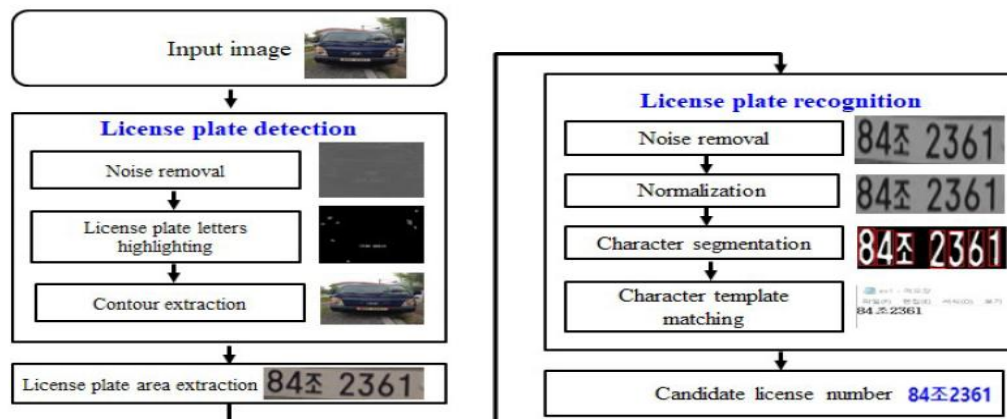 Input image
License plate detection
Noise removal
License plate letters
highlighting
Contour extraction
License plate area extraction
84조 2361
License plate recognition
Noise removal
84조 2361
Normalization
84조 2361
Character segmentation
84조 2361
Character template
matching
84조2361
Candidate license number 84조2361